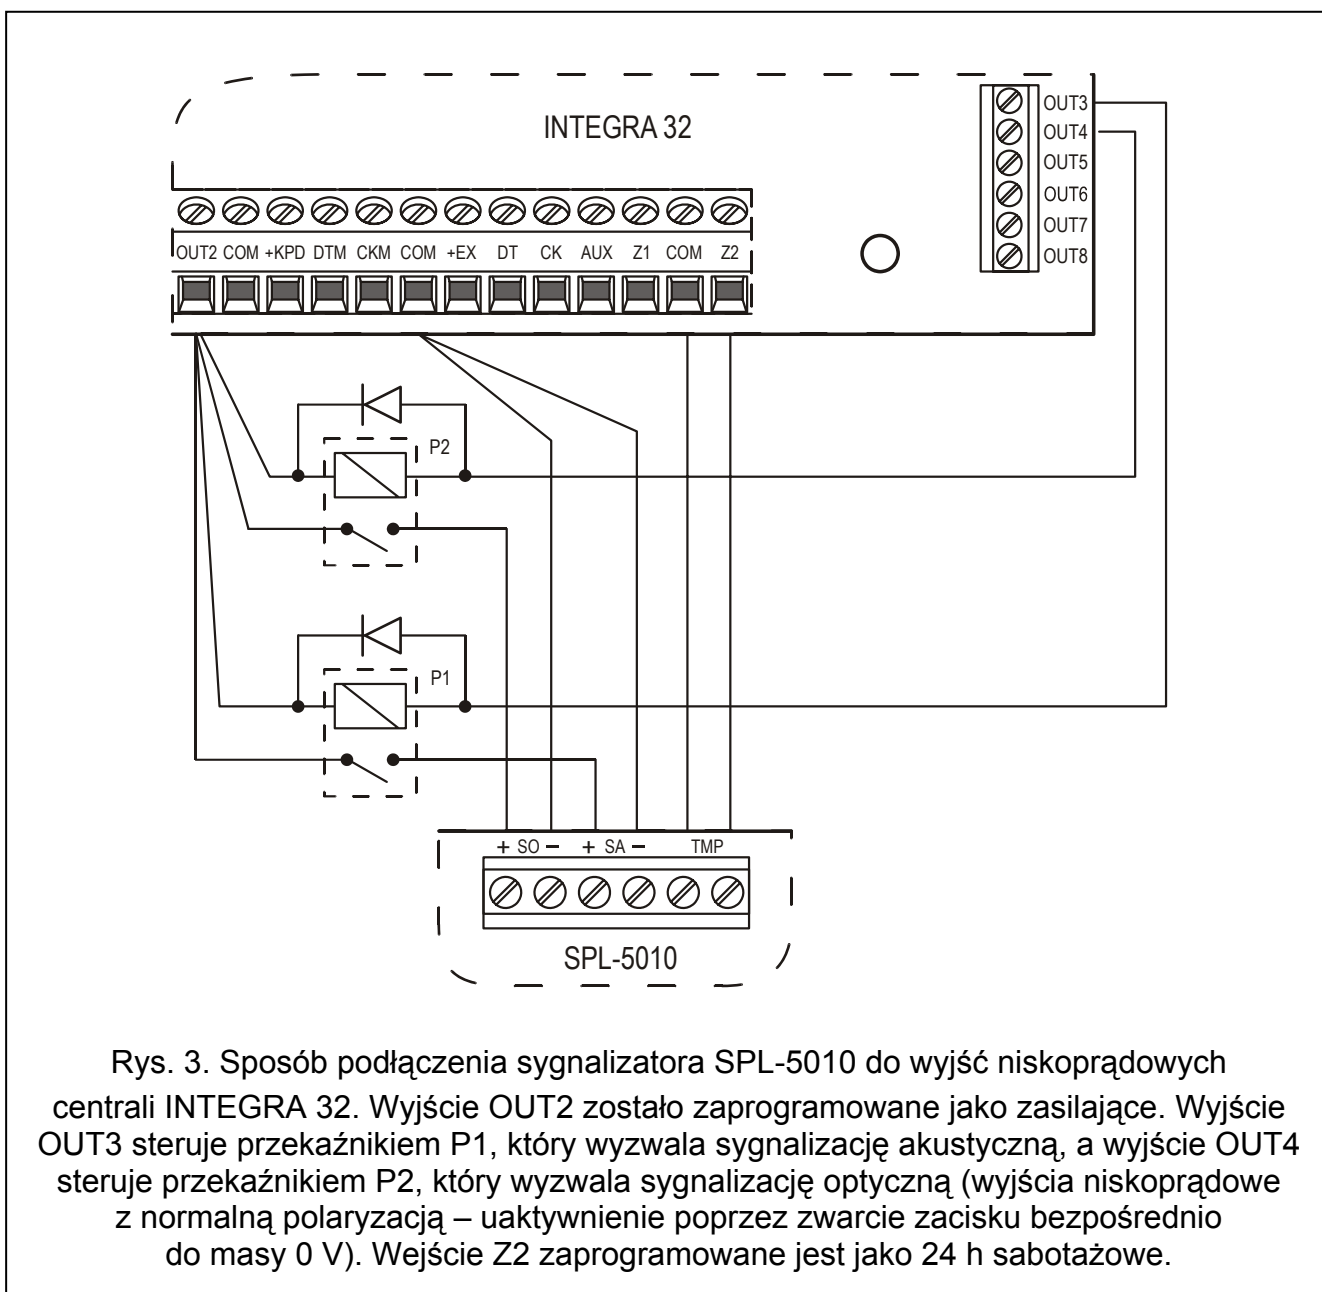 INTEGRA 32
OUT3
OUT4
OUT5
OUT6
OUT7
OUT8
OUT2 COM +KPD DTM CKM COM +EX DT CK AUX Z1 COM Z2
P2
P1
+ SO − + SA − TMP
SPL-5010
Rys. 3. Sposób podłączenia sygnalizatora SPL-5010 do wyjść niskoprądowych
centrali INTEGRA 32. Wyjście OUT2 zostało zaprogramowane jako zasilające. Wyjście
OUT3 steruje przekaźnikiem P1, który wyzwala sygnalizację akustyczną, a wyjście OUT4
steruje przekaźnikiem P2, który wyzwala sygnalizację optyczną (wyjścia niskoprądowe
z normalną polaryzacją – uaktywnienie poprzez zwarcie zacisku bezpośrednio
do masy 0 V). Wejście Z2 zaprogramowane jest jako 24 h sabotażowe.